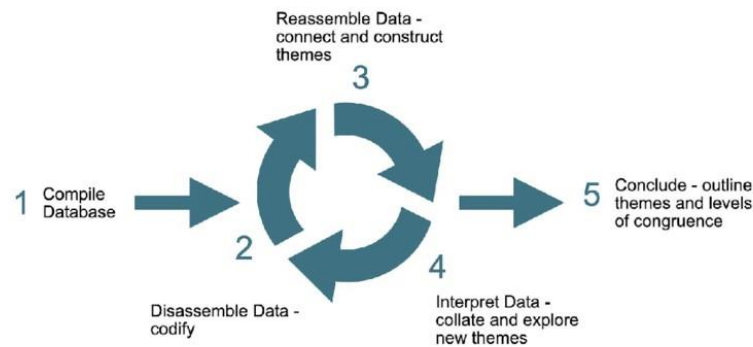 Reassemble Data -
connect and construct
themes
3
1
Compile
Database
2
Disassemble Data -
codify
4
Interpret Data -
collate and explore
new themes
5
Conclude - outline
themes and levels
of congruence